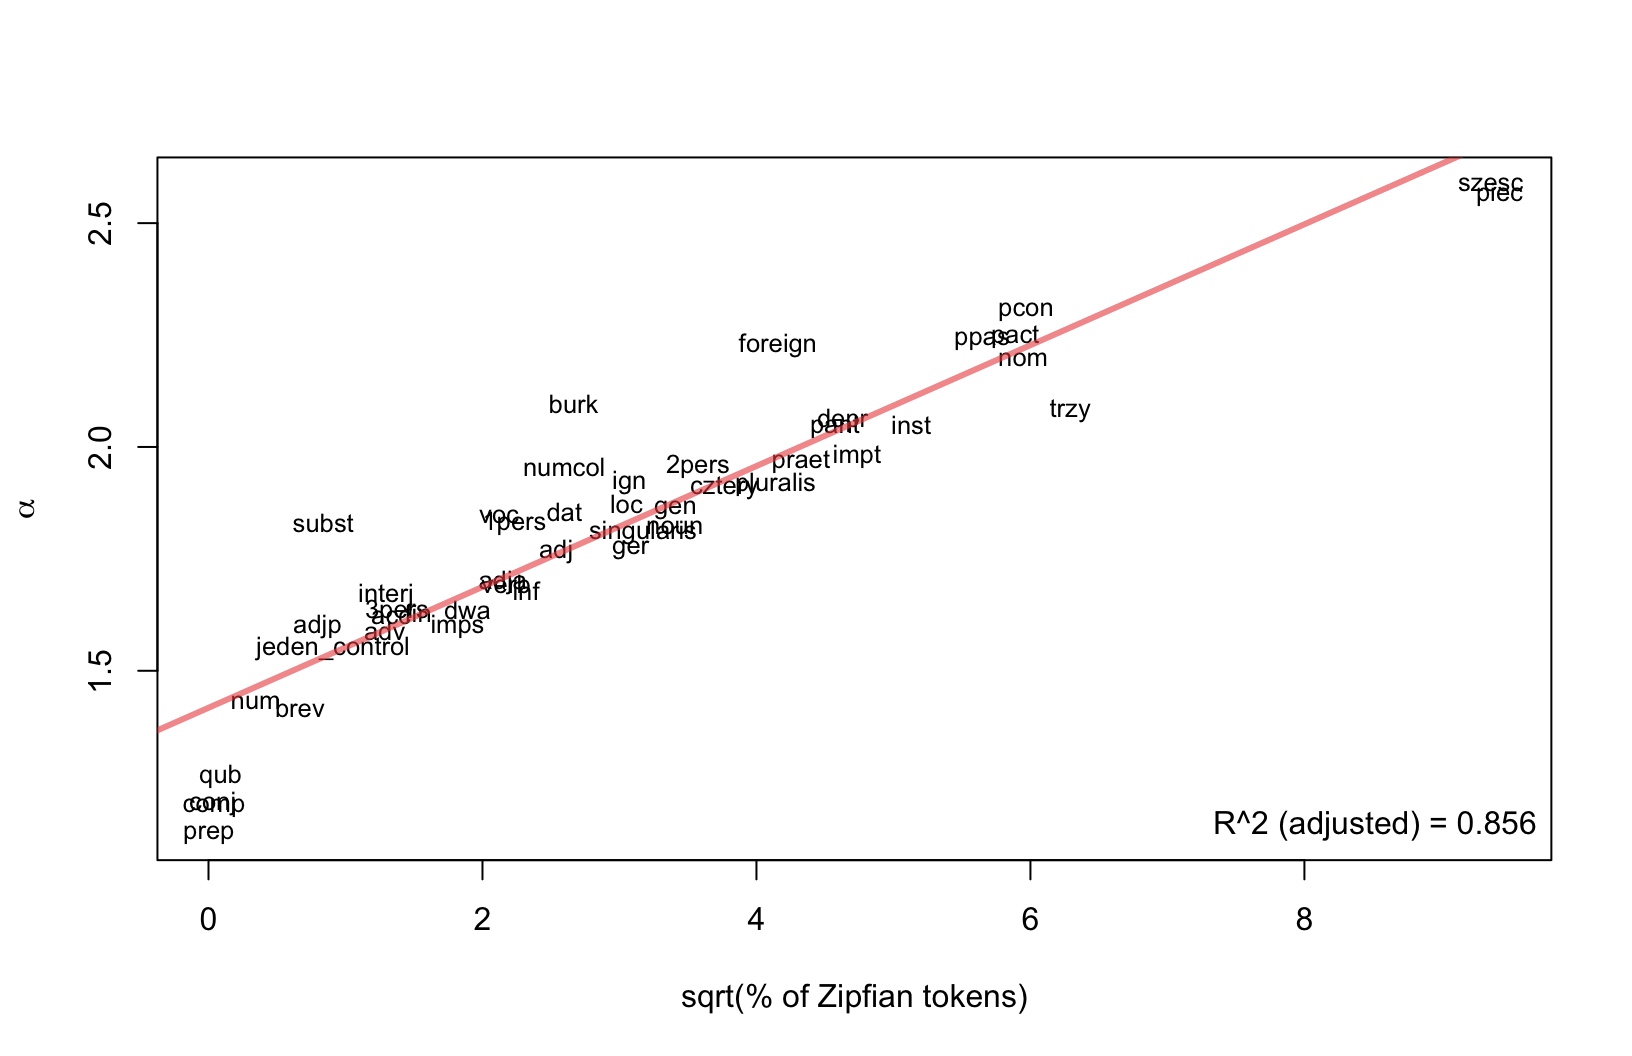 szesc
piec
pcon
ppas
pact
nom
foreign
burk
trzy
depr
pant
inst
impt
praet
2pers
numcol
ign
cztery
pluralis
loc
gen
dat
voc
1pers
subst
noun
singularis
ger
adj
verb
inf
interj
3pers
fin
dwa
imps
adjp
adv
jeden_control
num
brev
qub
conj
comp
prep
R^2 (adjusted) = 0.856
α
2.5
2.0
1.5
0 2 4 6 8
sqrt(% of Zipfian tokens)